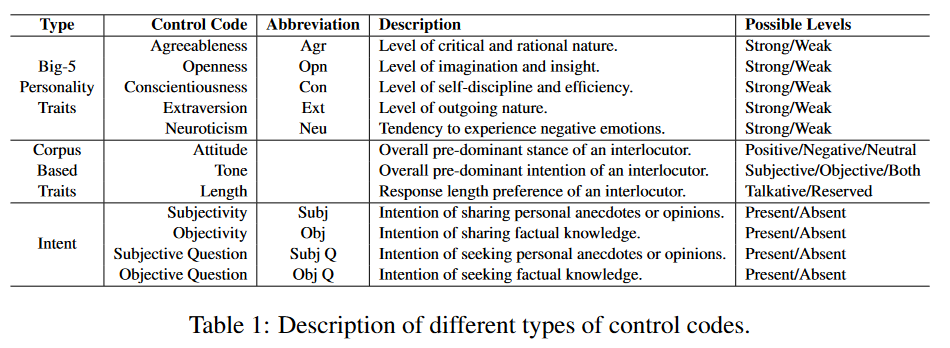 Type Control Code Abbreviation Description Possible Levels
Agreeableness Agr Level of critical and rational nature. Strong/Weak
Big-5 Openness Opn Level of imagination and insight. Strong/Weak
Personality Conscientiousness Con Level of self-discipline and efficiency. Strong/Weak
Traits Extraversion Ext Level of outgoing nature. Strong/Weak
Neuroticism Neu Tendency to experience negative emotions. Strong/Weak
Corpus Attitude Overall pre-dominant stance of an interlocutor. Positive/Negative/Neutral
Based Tone Overall pre-dominant intention of an interlocutor. Subjective/Objective/Both
Traits Length Response length preference of an interlocutor. Talkative/Reserved
Subjectivity Subj Intention of sharing personal anecdotes or opinions. Present/Absent
Intent Objectivity Obj Intention of sharing factual knowledge. Present/Absent
Subjective Question Subj Q Intention of seeking personal anecdotes or opinions. Present/Absent
Objective Question Obj Q Intention of seeking factual knowledge. Present/Absent
Table 1: Description of different types of control codes.